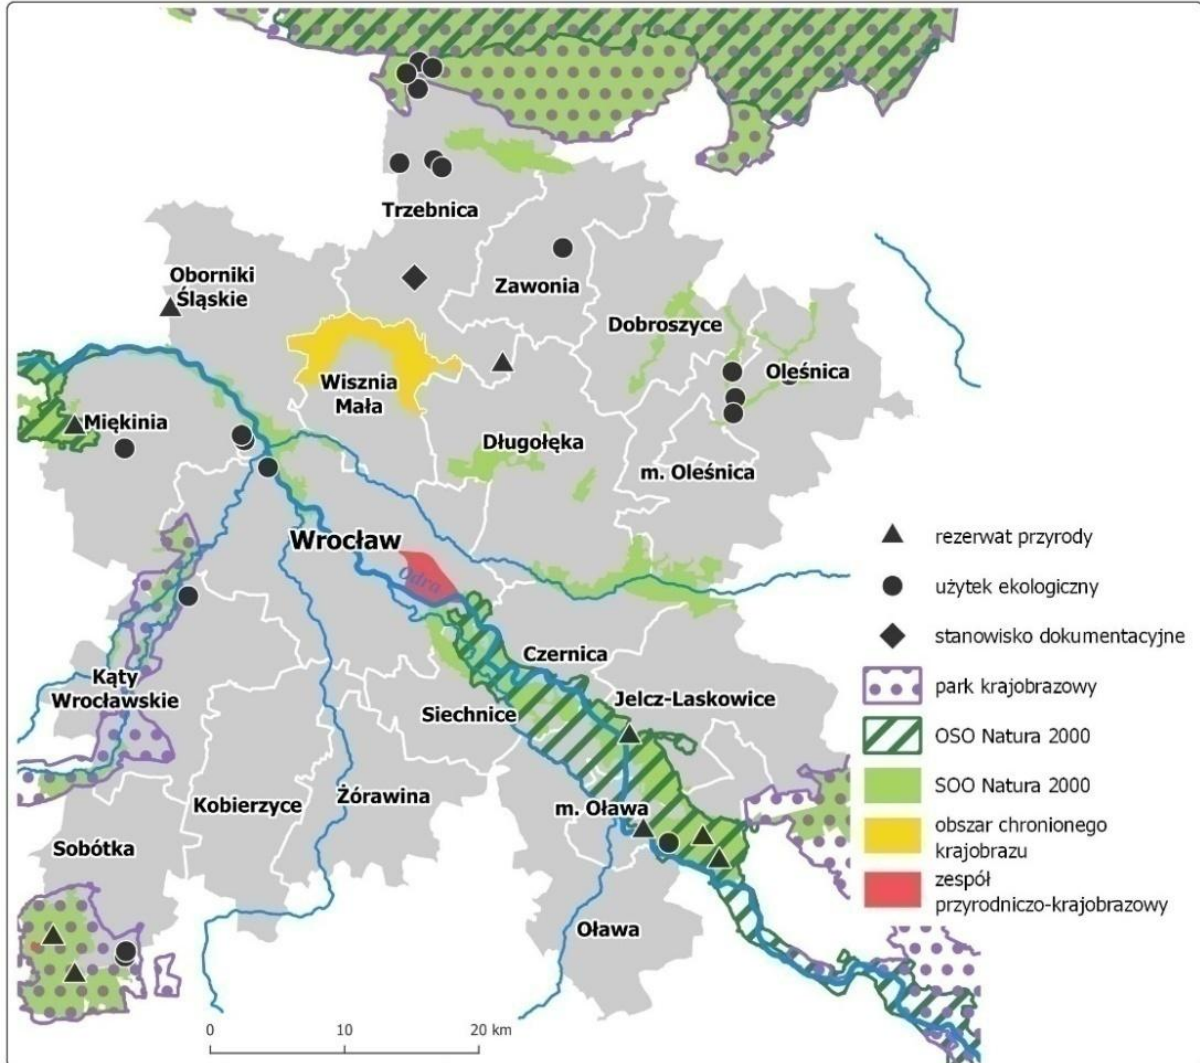 Trzebnica
Oborniki
Śląskie
Zawonia
Dobroszyce
Oleśnica
Wisznia
Mała
Miękinia
Długołęka
m. Oleśnica
Wrocław
Odra
Czernica
Kąty
Wrocławskie
Siechnice
Jelcz-Laskowice
Kobierzyce
Żórawina
m. Oława
Sobótka
Oława
rezerwat przyrody
użytek ekologiczny
stanowisko dokumentacyjne
park krajobrazowy
OSO Natura 2000
SOO Natura 2000
obszar chronionego
krajobrazu
zespół
przyrodniczo-krajobrazowy
0 10 20 km